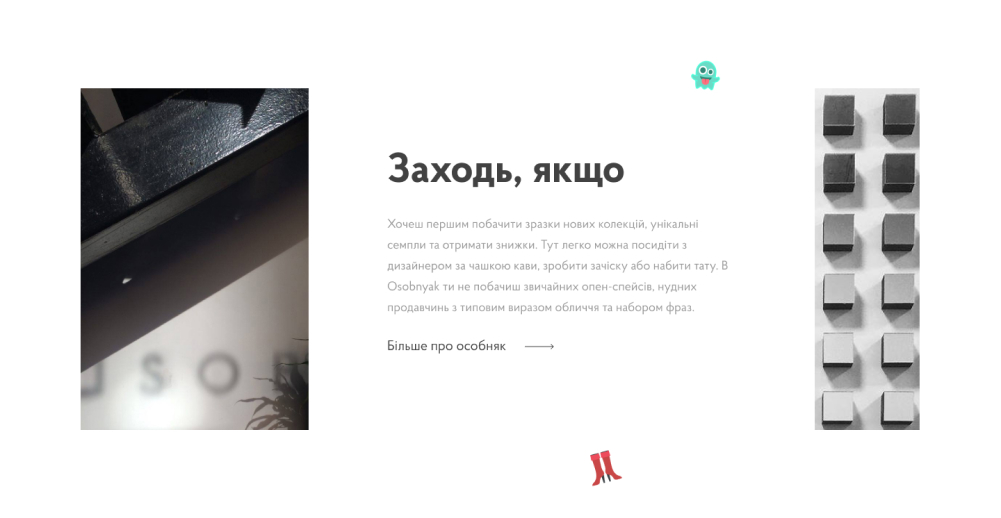 Заходь, якщо
Хочеш першим побачити зразки нових колекцій, унікальні
семпли та отримати знижки. Тут легко можна посидіти з
дизайнером за чашкою кави, зробити зачіску або набити тату. В
Osobnyak ти не побачиш звичайних опен-спейсів, нудних
продавчинь з типовим виразом обличчя та набором фраз.
Більше про особняк